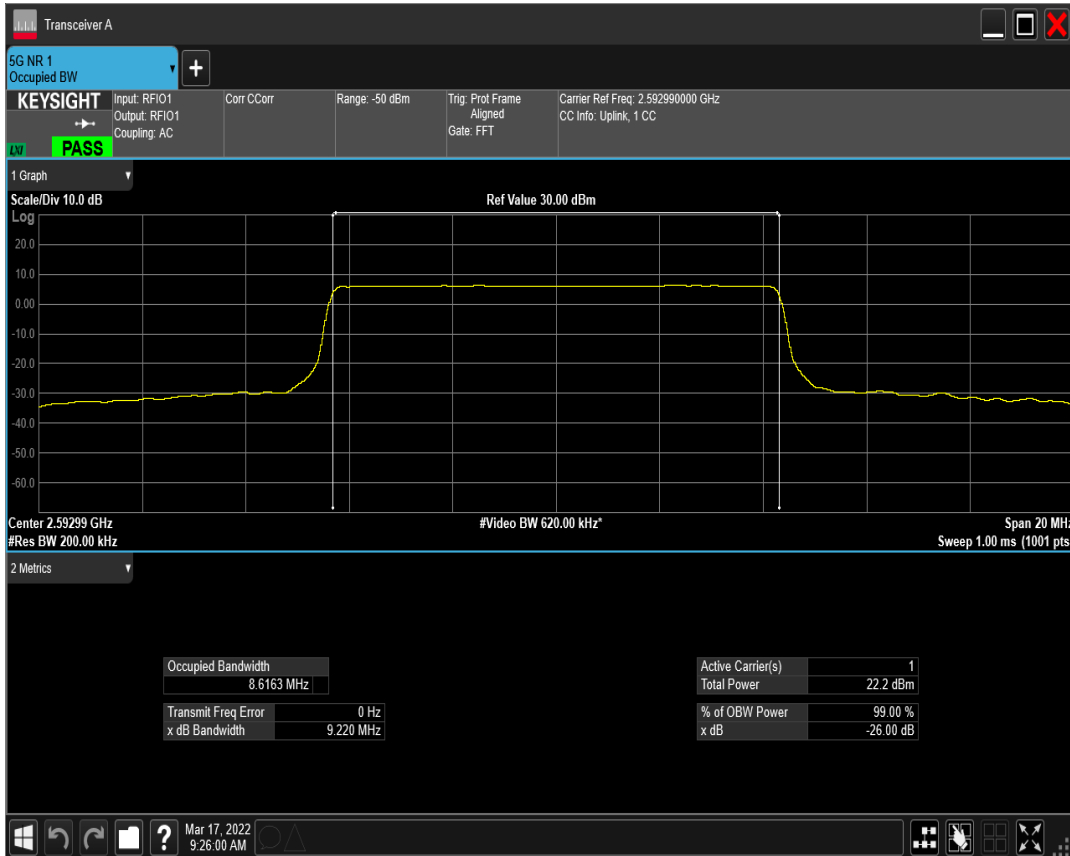 Transceiver A
5G NR 1
Occupied BW
+
KEYSIGHT
LXI
PASS
Input: RFIO1
Output: RFIO1
Coupling: AC
Corr CCorr
Range: -50 dBm
Trig: Prot Frame
Aligned
Gate: FFT
Carrier Ref Freq: 2.592990000 GHz
CC Info: Uplink, 1 CC
1 Graph
Scale/Div 10.0 dB
Ref Value 30.00 dBm
Log
20.0
10.0
0.00
-10.0
-20.0
-30.0
-40.0
-50.0
-60.0
Center 2.59299 GHz
#Video BW 620.00 kHz*
Span 20 MHz
#Res BW 200.00 kHz
Sweep 1.00 ms (1001 pts
2 Metrics
Occupied Bandwidth
8.6163 MHz
Transmit Freq Error 0 Hz
x dB Bandwidth 9.220 MHz
Active Carrier(s) 1
Total Power 22.2 dBm
% of OBW Power 99.00 %
x dB -26.00 dB
?
Mar 17, 2022
9:26:00 AM